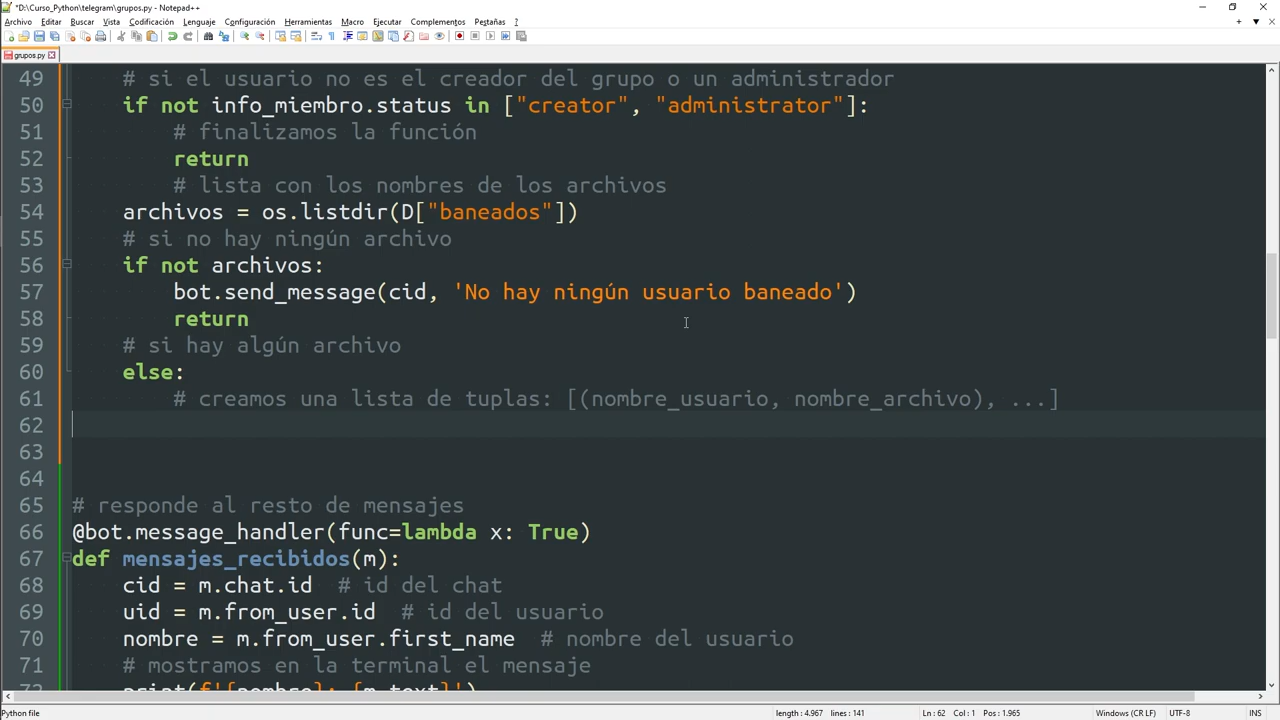 *D:\Curso_Python\telegram\grupos.py - Notepad++
Archivo Editar Buscar Vista Codificación Lenguaje Configuración Herramientas Macro Ejecutar Complementos Pestañas ?
grupos.py
49 # si el usuario no es el creador del grupo o un administrador
50 if not info_miembro.status in ["creator", "administrator"]:
51 # finalizamos la función
52 return
53 # lista con los nombres de los archivos
54 archivos = os.listdir(D["baneados"])
55 # si no hay ningún archivo
56 if not archivos:
57 bot.send_message(cid, 'No hay ningún usuario baneado')
58 return
59 # si hay algún archivo
60 else:
61 # creamos una lista de tuplas: [(nombre_usuario, nombre_archivo), ...]
62
63
64
65 # responde al resto de mensajes
66 @bot.message_handler(func=lambda x: True)
67 def mensajes_recibidos(m):
68 cid = m.chat.id # id del chat
69 uid = m.from_user.id # id del usuario
70 nombre = m.from_user.first_name # nombre del usuario
71 # mostramos en la terminal el mensaje
72 print(f'{nombre}: {m.text}')
Python file length : 4.967 lines : 141 Ln : 62 Col : 1 Pos : 1.965 Windows (CR LF) UTF-8 INS